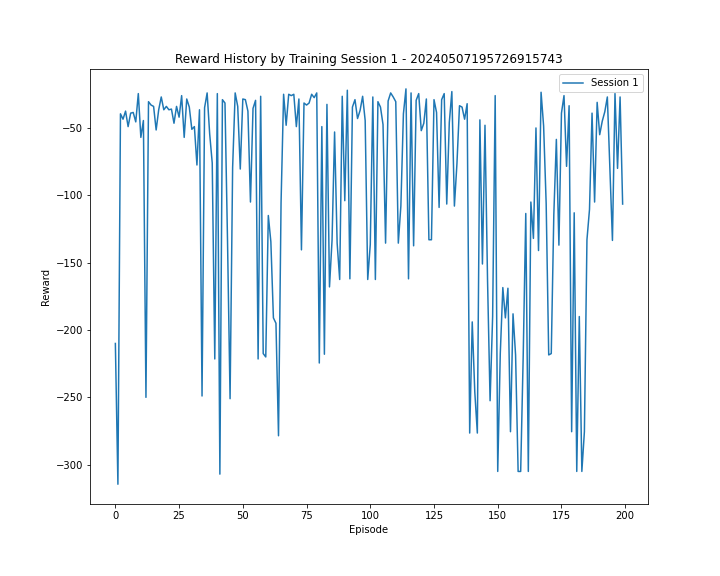 Reward History by Training Session 1 - 20240507195726915743
Session 1
Reward
−50
−100
−150
−200
−250
−300
0 25 50 75 100 125 150 175 200
Episode